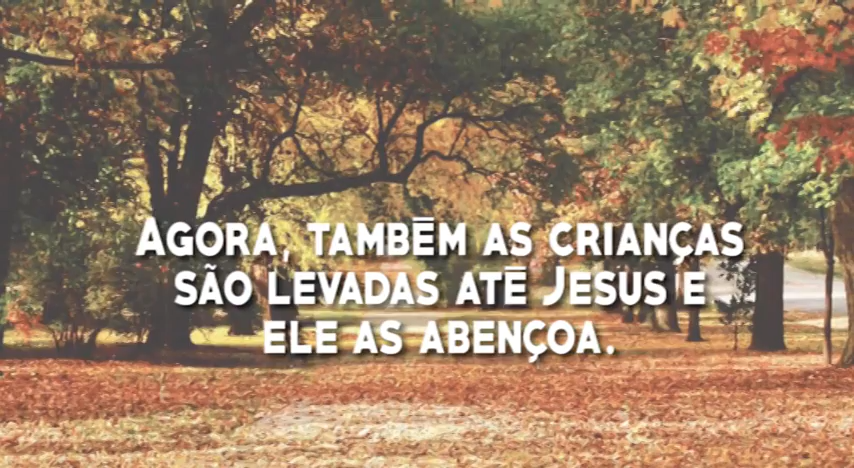 AGORA, TAMBÉM AS CRIANÇAS
SÃO LEVADAS ATÉ JESUS E
ELE AS ABENÇOA.